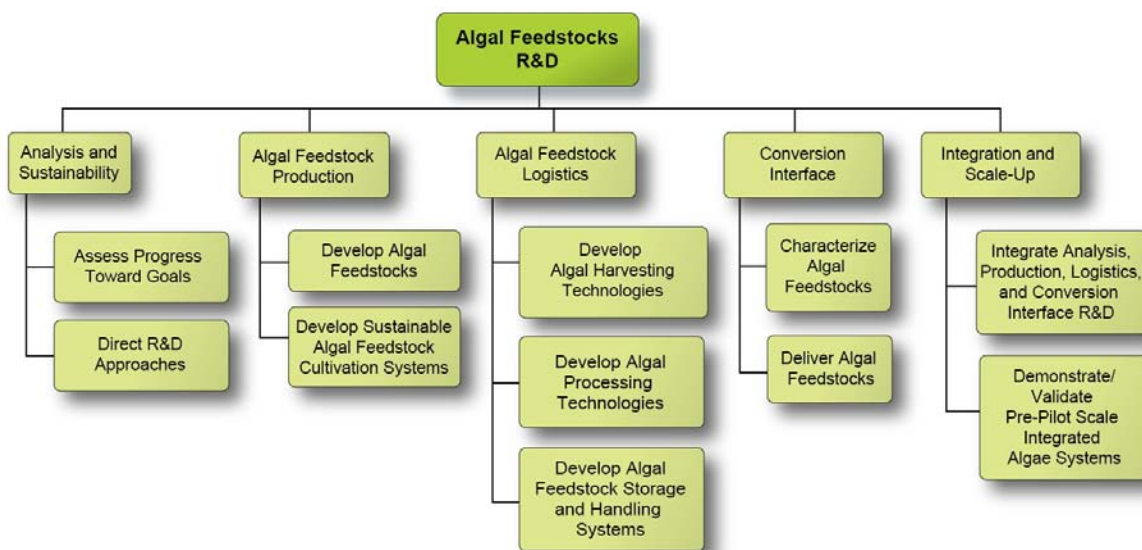 Algal Feedstocks
R&D
Analysis and
Sustainability
Assess Progress
Toward Goals
Direct R&D
Approaches
Algal Feedstock
Production
Develop Algal
Feedstocks
Develop Sustainable
Algal Feedstock
Cultivation Systems
Algal Feedstock
Logistics
Develop
Algal Harvesting
Technologies
Develop Algal
Processing
Technologies
Develop Algal
Feedstock Storage
and Handling
Systems
Conversion
Interface
Characterize
Algal
Feedstocks
Deliver Algal
Feedstocks
Integration and
Scale-Up
Integrate Analysis,
Production, Logistics,
and Conversion
Interface R&D
Demonstrate/
Validate
Pre-Pilot Scale
Integrated
Algae Systems